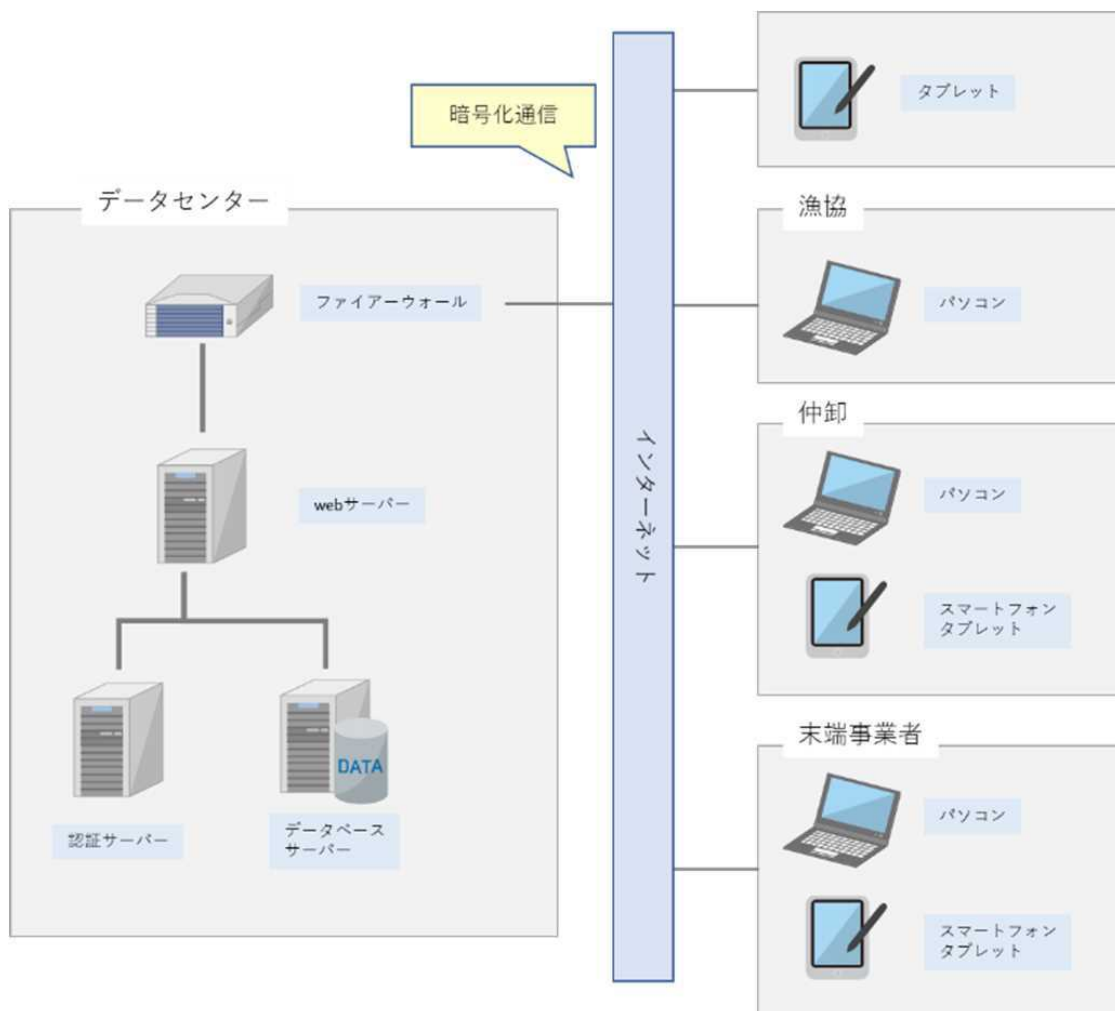 タブレット
暗号化通信
データセンター
漁協
ファイアーウォール
パソコン
仲卸
インターネット
パソコン
webサーバー
スマートフォン
タブレット
末端事業者
DATA
パソコン
認証サーバー
データベース
サーバー
スマートフォン
タブレット